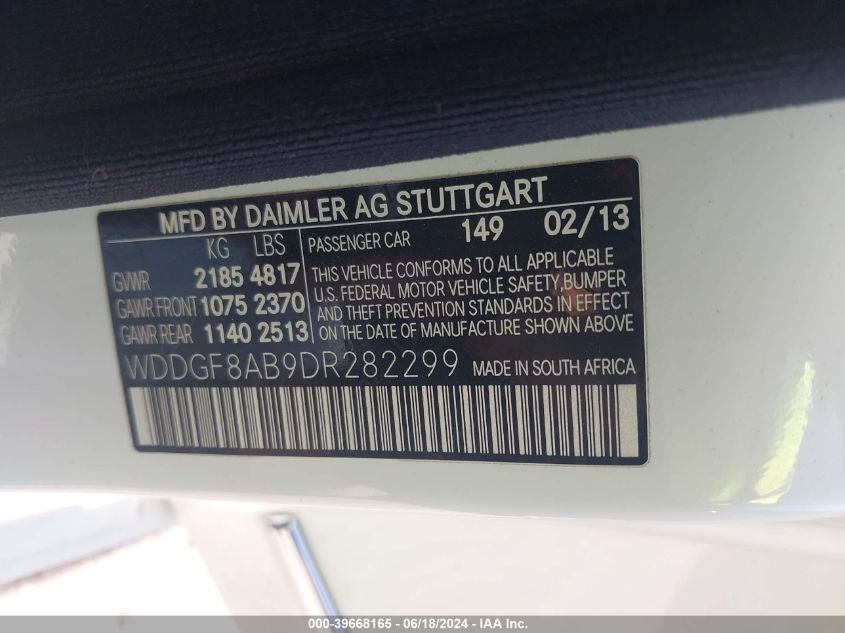 MFD BY DAIMLER AG STUTTGART
KG LBS
PASSENGER CAR 149 02/13
GVWR 2185 4817
GAWR FRONT 1075 2370
GAWR REAR 1140 2513
THIS VEHICLE CONFORMS TO ALL APPLICABLE
U.S. FEDERAL MOTOR VEHICLE SAFETY,BUMPER
AND THEFT PREVENTION STANDARDS IN EFFECT
ON THE DATE OF MANUFACTURE SHOWN ABOVE
WDDGF8AB9DR282299 MADE IN SOUTH AFRICA
000-39668165 - 06/18/2024 - IAA Inc.